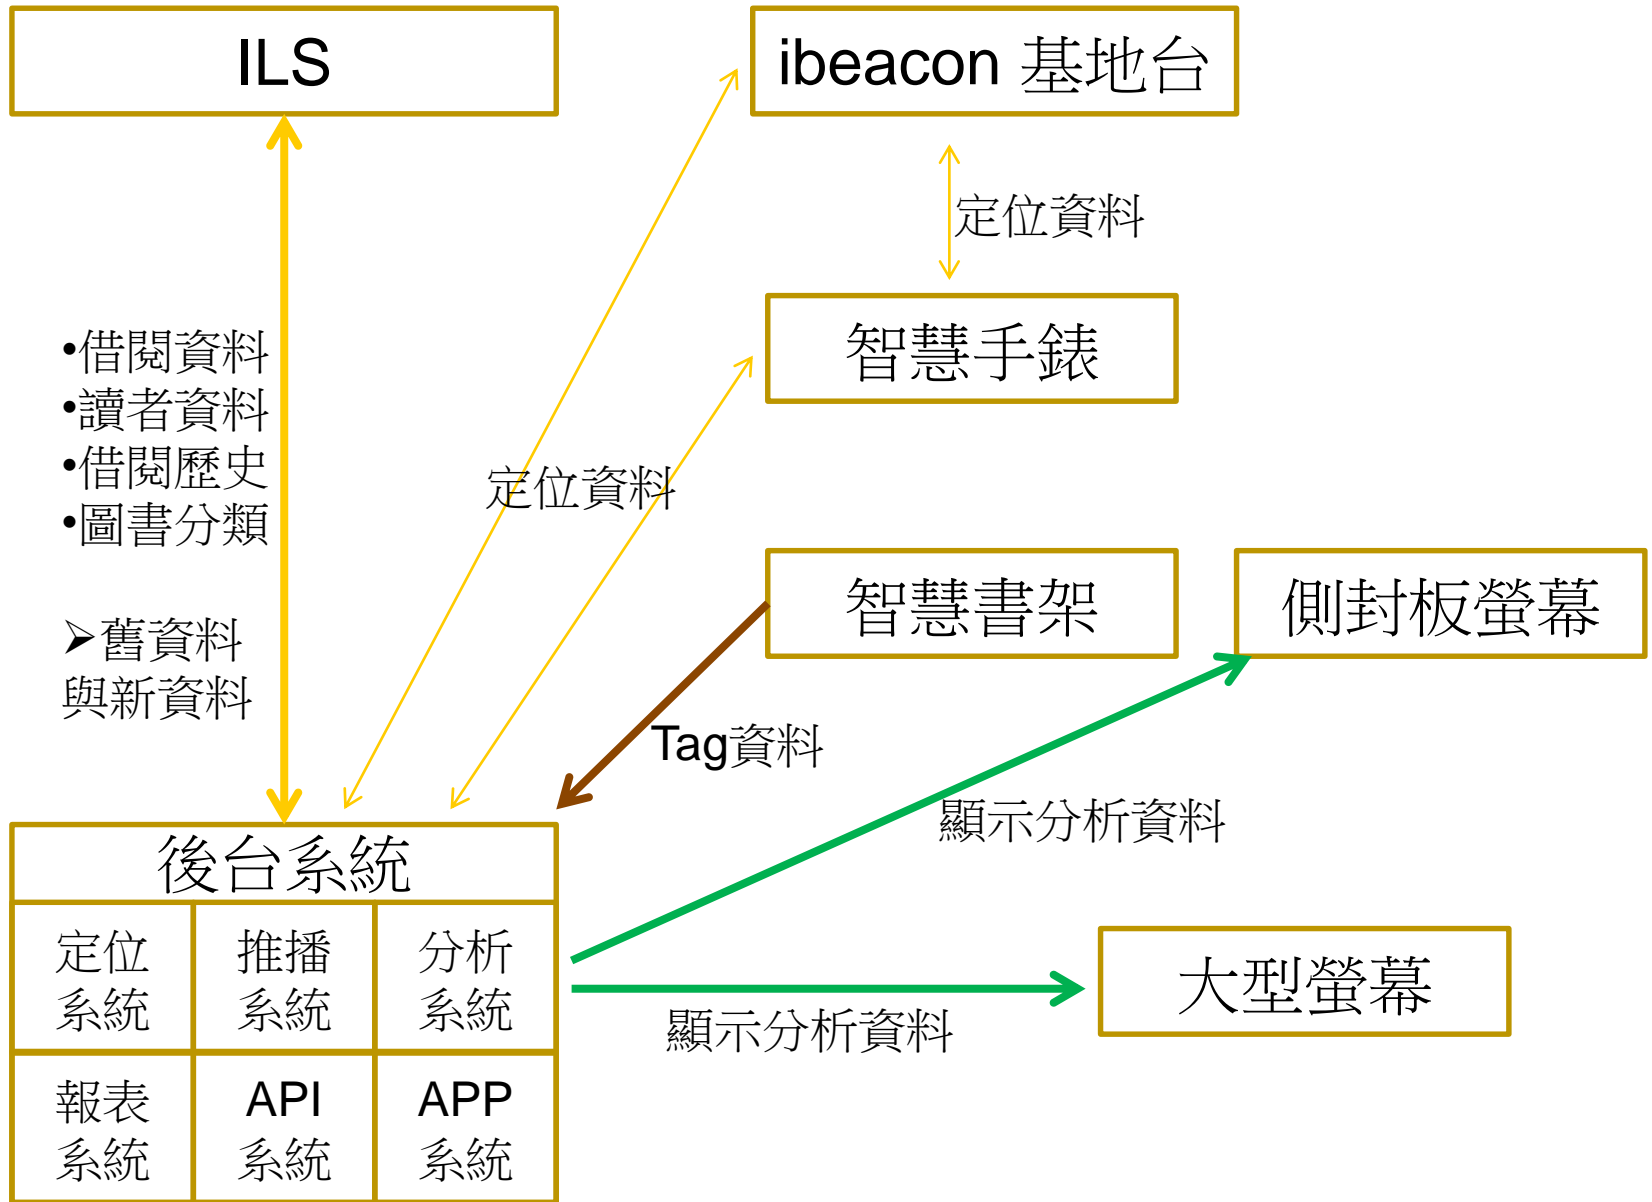 ILS
ibeacon 基地台
定位資料
智慧手錶
•借閱資料
•讀者資料
•借閱歷史
•圖書分類
➢舊資料
與新資料
定位資料
智慧書架
側封板螢幕
Tag資料
顯示分析資料
後台系統
定位
系統
推播
系統
分析
系統
大型螢幕
顯示分析資料
報表
系統
API
系統
APP
系統